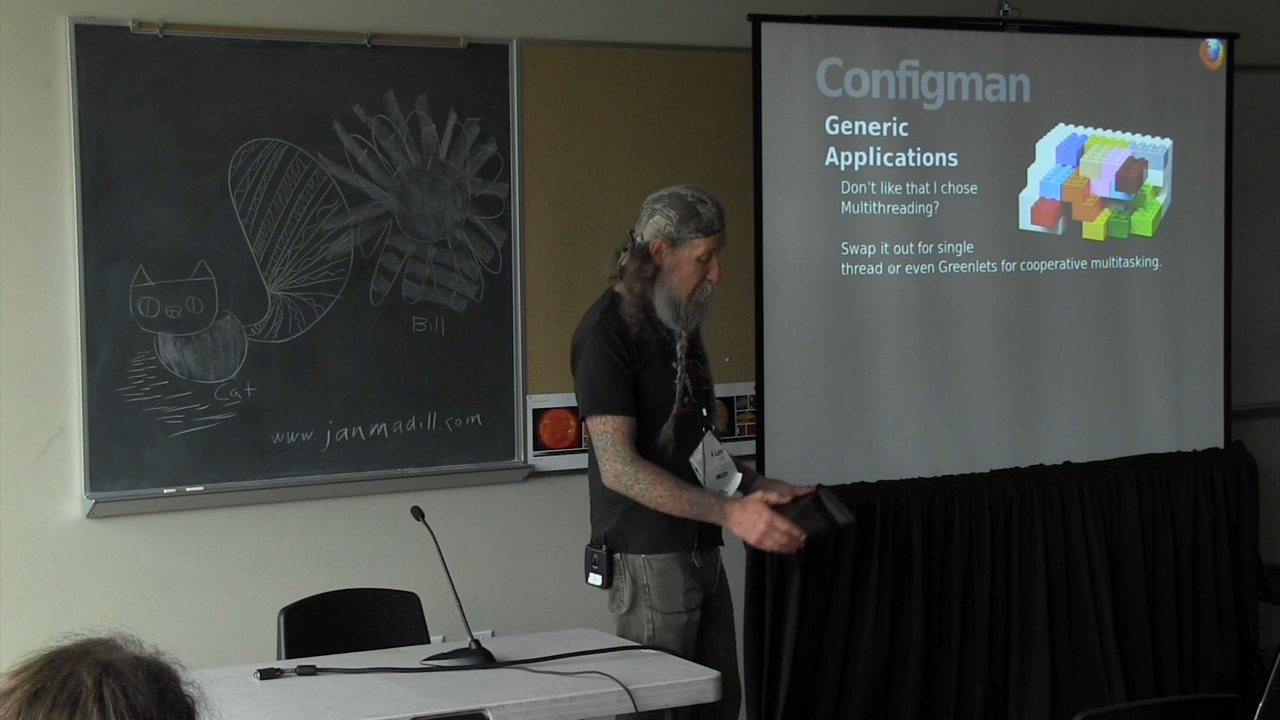 Bill
Cat
www.janmadill.com
Configman
Generic
Applications
Don't like that I chose
Multithreading?
Swap it out for single
thread or even Greenlets for cooperative multitasking.